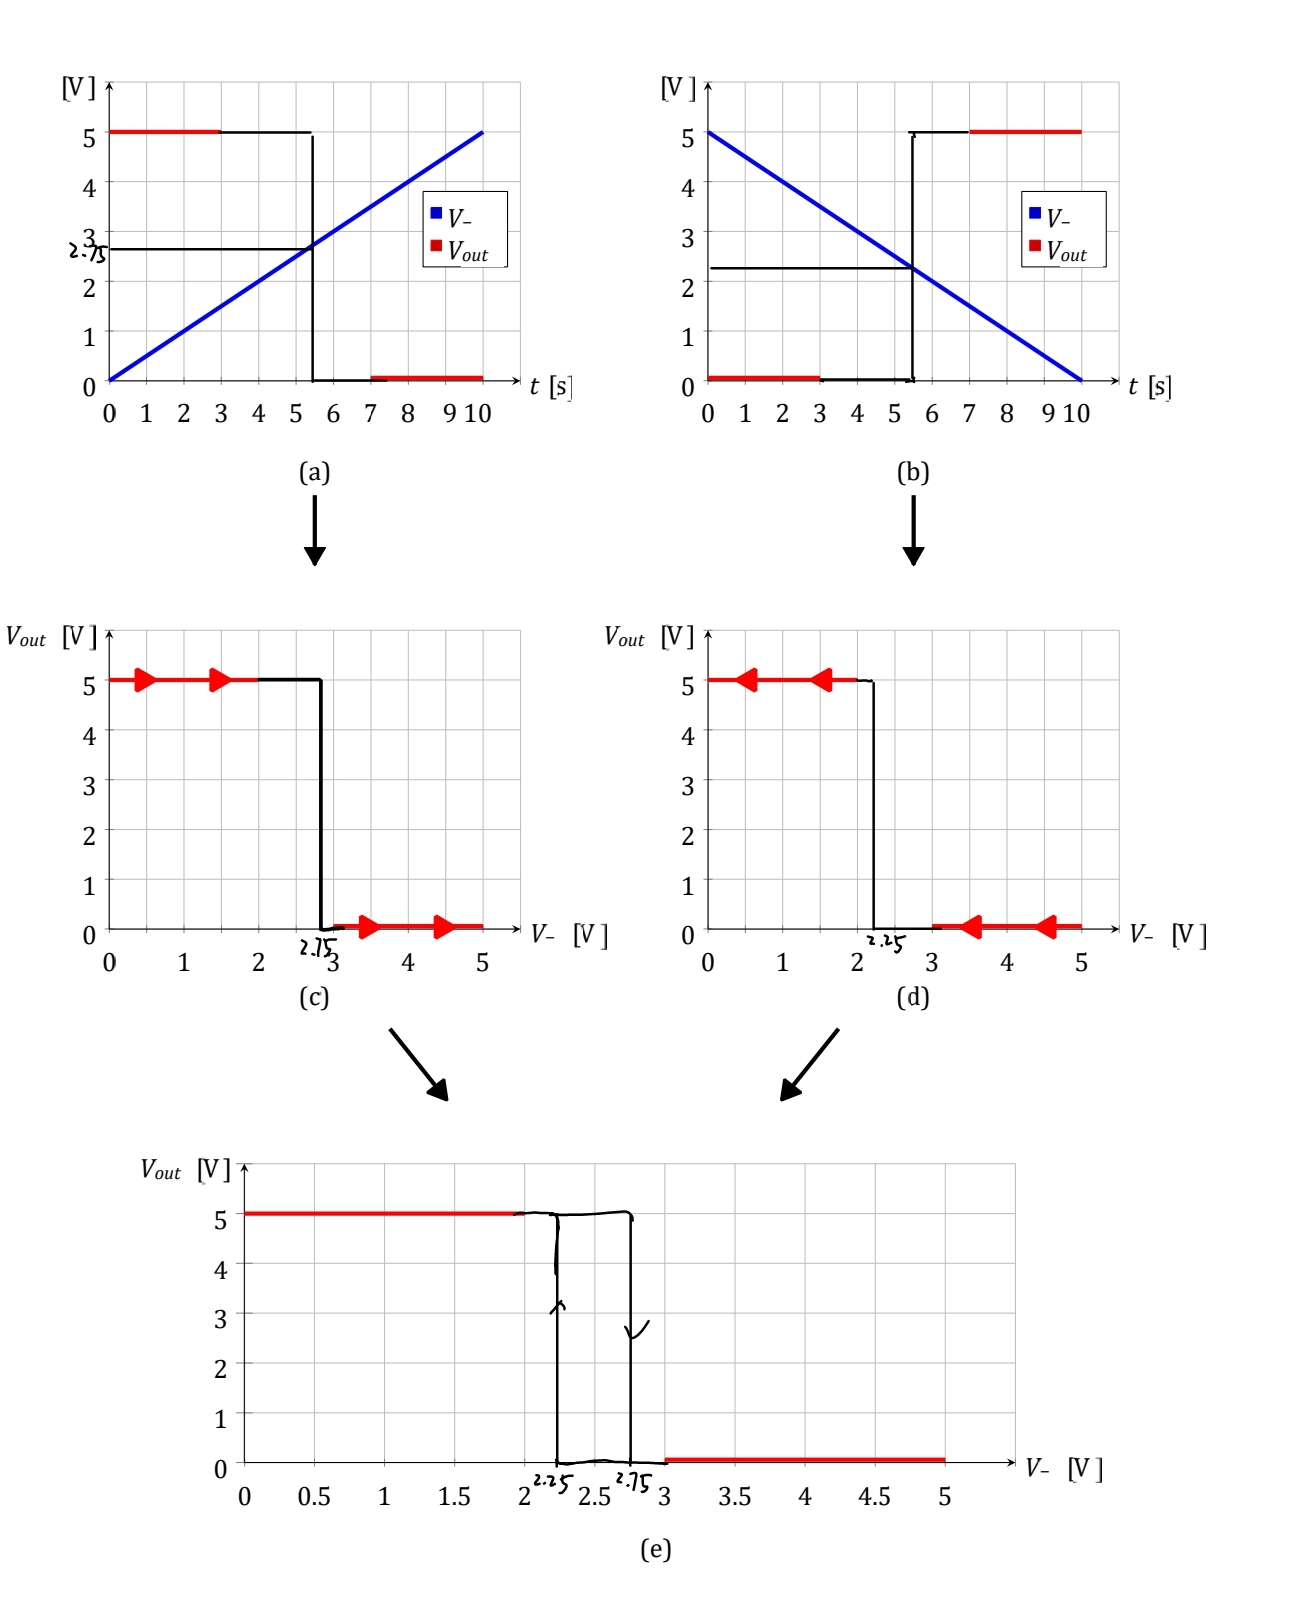 [V] [V]
5 5
4 4
3 V− 3 V−
2.75 Vout Vout
2 2
1 1
0 t [s] 0 t [s]
0 1 2 3 4 5 6 7 8 9 10 0 1 2 3 4 5 6 7 8 9 10
(a) (b)
Vout [V] Vout [V]
5 5
4 4
3 3
2 2
1 1
0 V− [V] 0 V− [V]
2.75 2.25
0 1 2 3 4 5 0 1 2 3 4 5
(c) (d)
Vout [V]
5
4
3
2
1
0 V− [V]
2.25 2.75
0 0.5 1 1.5 2 2.5 3 3.5 4 4.5 5
(e)